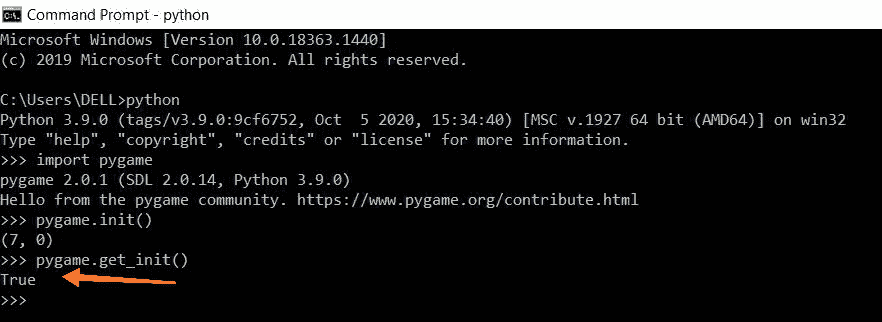 Command Prompt - python
Microsoft Windows [Version 10.0.18363.1440]
(c) 2019 Microsoft Corporation. All rights reserved.
C:\Users\DELL>python
Python 3.9.0 (tags/v3.9.0:9cf6752, Oct  5 2020, 15:34:40) [MSC v.1927 64 bit (AMD64)] on win32
Type "help", "copyright", "credits" or "license" for more information.
>>> import pygame
pygame 2.0.1 (SDL 2.0.14, Python 3.9.0)
Hello from the pygame community. https://www.pygame.org/contribute.html
>>> pygame.init()
(7, 0)
>>> pygame.get_init()
True
>>>